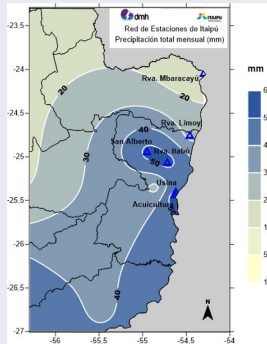 dmh
ITAIPU
Red de Estaciones de Itaipú
Precipitación total mensual (mm)
-23.5
-24
-24.5
-25
-25.5
-26
-26.5
-27
-56
-55.5
-55
-54.5
-54
Rva. Mbaracayú
20
20
Rva. Limoy
40
San Alberto
30
Rva. Itabó
50
Usina
Acuicultura
40
N
mm